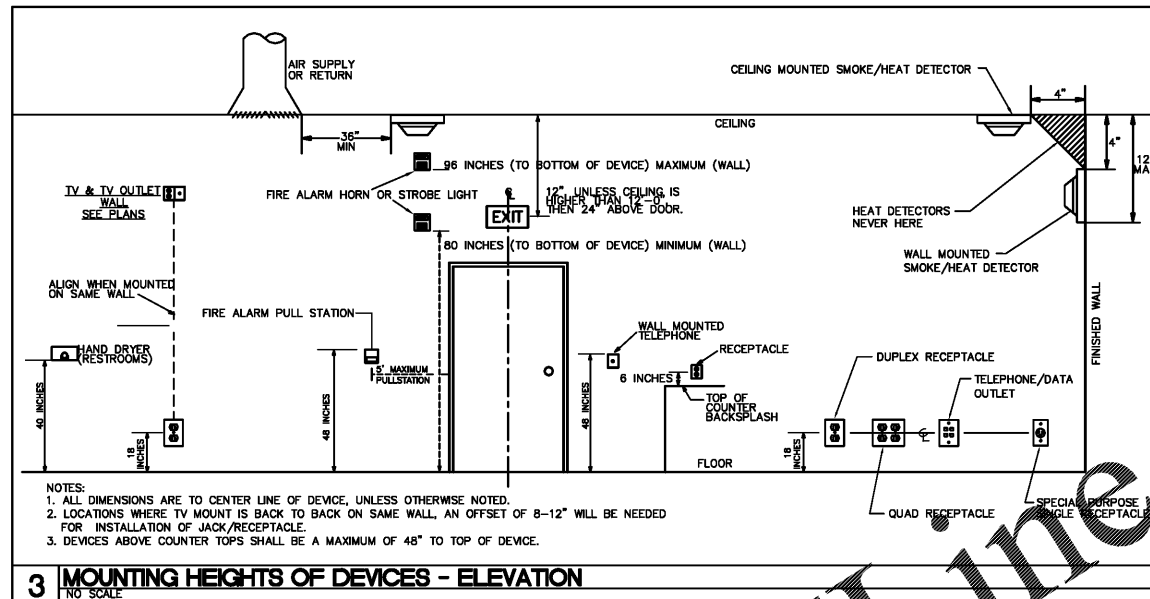 AIR SUPPLY
OR RETURN
CEILING MOUNTED SMOKE/HEAT DETECTOR
4"
CEILING
36"
MIN
4"
96 INCHES (TO BOTTOM OF DEVICE) MAXIMUM (WALL)
TV & TV OUTLET
WALL
SEE PLANS
FIRE ALARM HORN OR STROBE LIGHT
12" UNLESS CEILING IS
HIGHER THAN 12'-0"
THEN 24" ABOVE DOOR.
EXIT
80 INCHES (TO BOTTOM OF DEVICE) MINIMUM (WALL)
HEAT DETECTORS
NEVER HERE
WALL MOUNTED
SMOKE/HEAT DETECTOR
ALIGN WHEN MOUNTED
ON SAME WALL
FIRE ALARM PULL STATION
HAND DRYER
(RESTROOMS)
5' MAXIMUM
PULLSTATION
WALL MOUNTED
TELEPHONE
RECEPTACLE
6 INCHES
TOP OF
COUNTER
BACKSPLASH
DUPLEX RECEPTACLE
TELEPHONE/DATA
OUTLET
FINISHED WALL
40 INCHES
18
INCHES
48 INCHES
48 INCHES
18
INCHES
FLOOR
QUAD RECEPTACLE
SPECIAL PURPOSE
SINGLE RECEPTACLE
NOTES:
1. ALL DIMENSIONS ARE TO CENTER LINE OF DEVICE, UNLESS OTHERWISE NOTED.
2. LOCATIONS WHERE TV MOUNT IS BACK TO BACK ON SAME WALL, AN OFFSET OF 8-12" WILL BE NEEDED
FOR INSTALLATION OF JACK/RECEPTACLE.
3. DEVICES ABOVE COUNTER TOPS SHALL BE A MAXIMUM OF 48" TO TOP OF DEVICE.
3 MOUNTING HEIGHTS OF DEVICES - ELEVATION
NO SCALE
Line